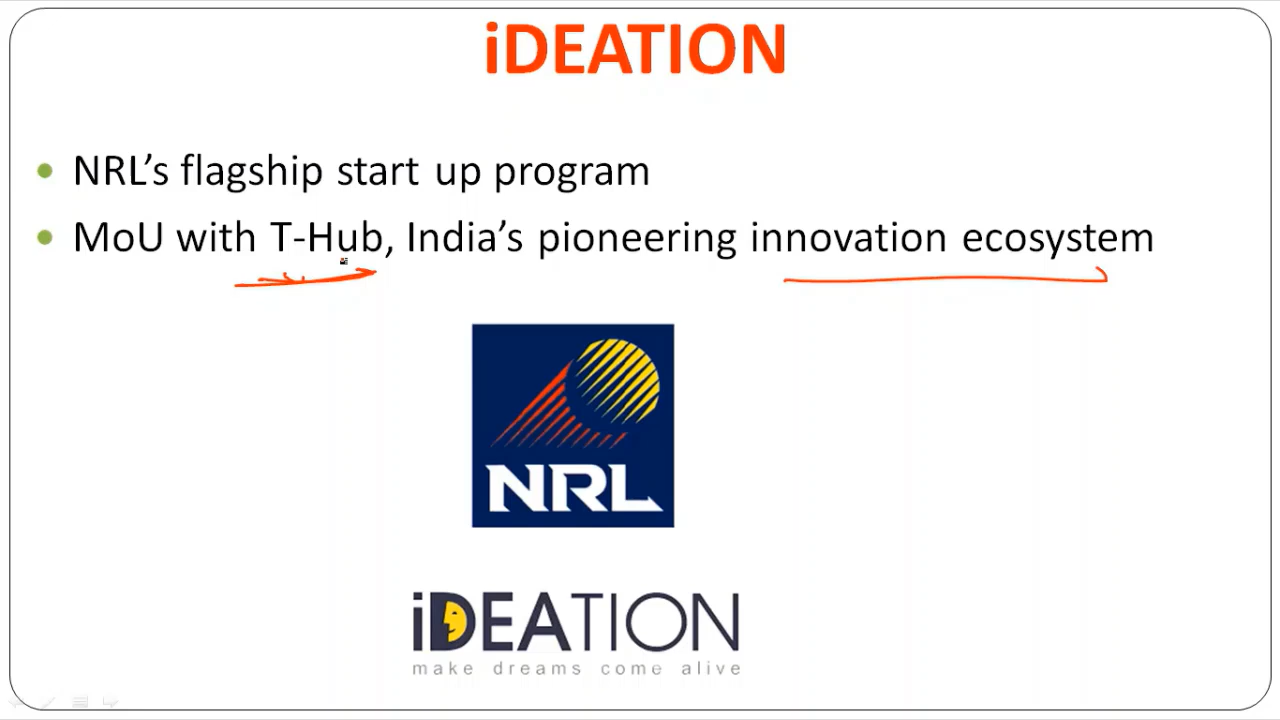 iDEATION
NRL’s flagship start up program
MoU with T-Hub, India’s pioneering innovation ecosystem
NRL
iDEATION
make dreams come alive